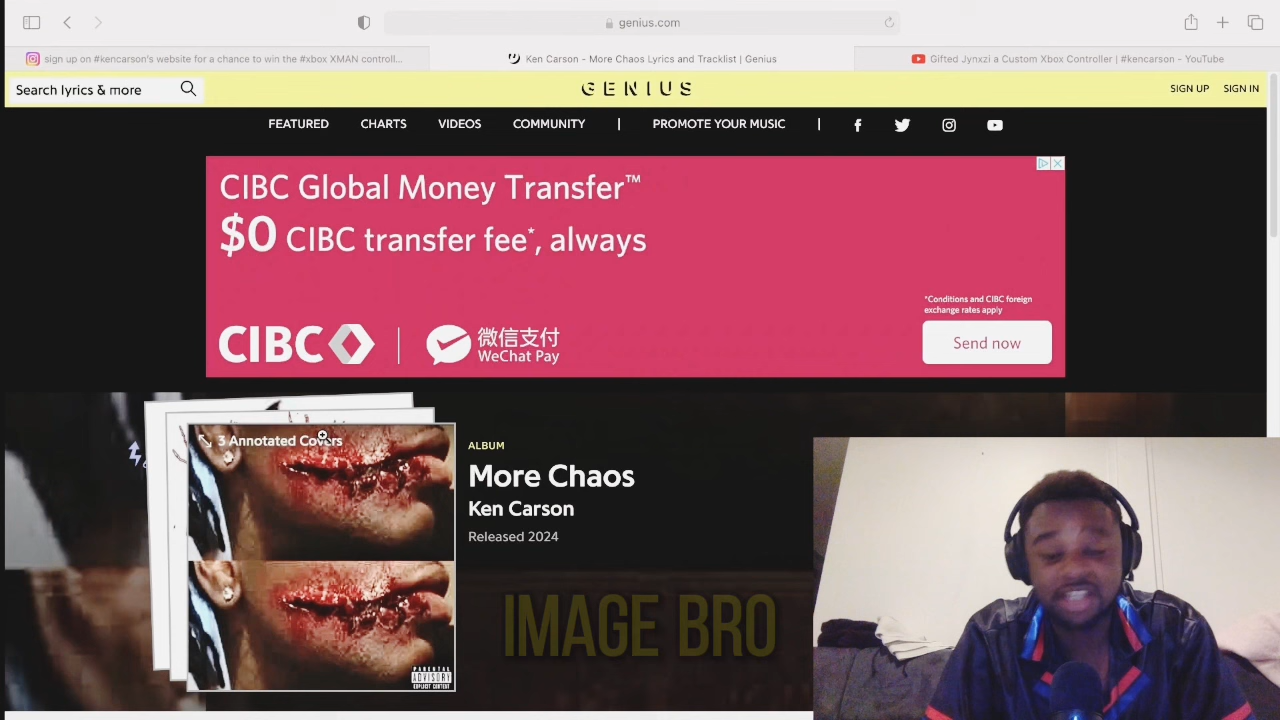 genius.com
sign up on #kencarson's website for a chance to win the #xbox XMAN controll...
Ken Carson - More Chaos Lyrics and Tracklist | Genius
Gifted Jynxzi a Custom Xbox Controller | #kencarson - YouTube
Search lyrics & more
GENIUS
SIGN UP
SIGN IN
FEATURED
CHARTS
VIDEOS
COMMUNITY
PROMOTE YOUR MUSIC
CIBC Global Money Transfer™
$0 CIBC transfer fee*, always
*Conditions and CIBC foreign
exchange rates apply
CIBC
微信支付
WeChat Pay
Send now
3 Annotated Covers
ALBUM
More Chaos
Ken Carson
Released 2024
IMAGE BRO
PARENTAL
ADVISORY
EXPLICIT CONTENT